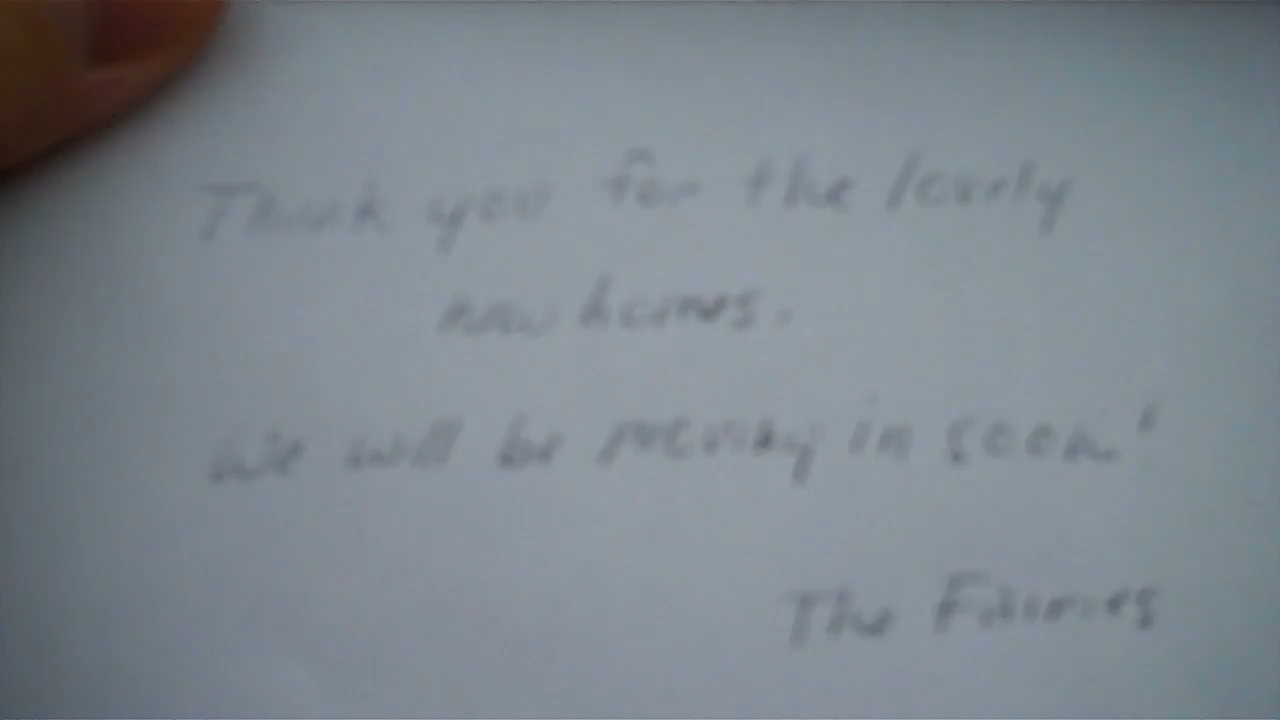 Thank you for the lovely
new homes.
We will be moving in soon!
The Fairies